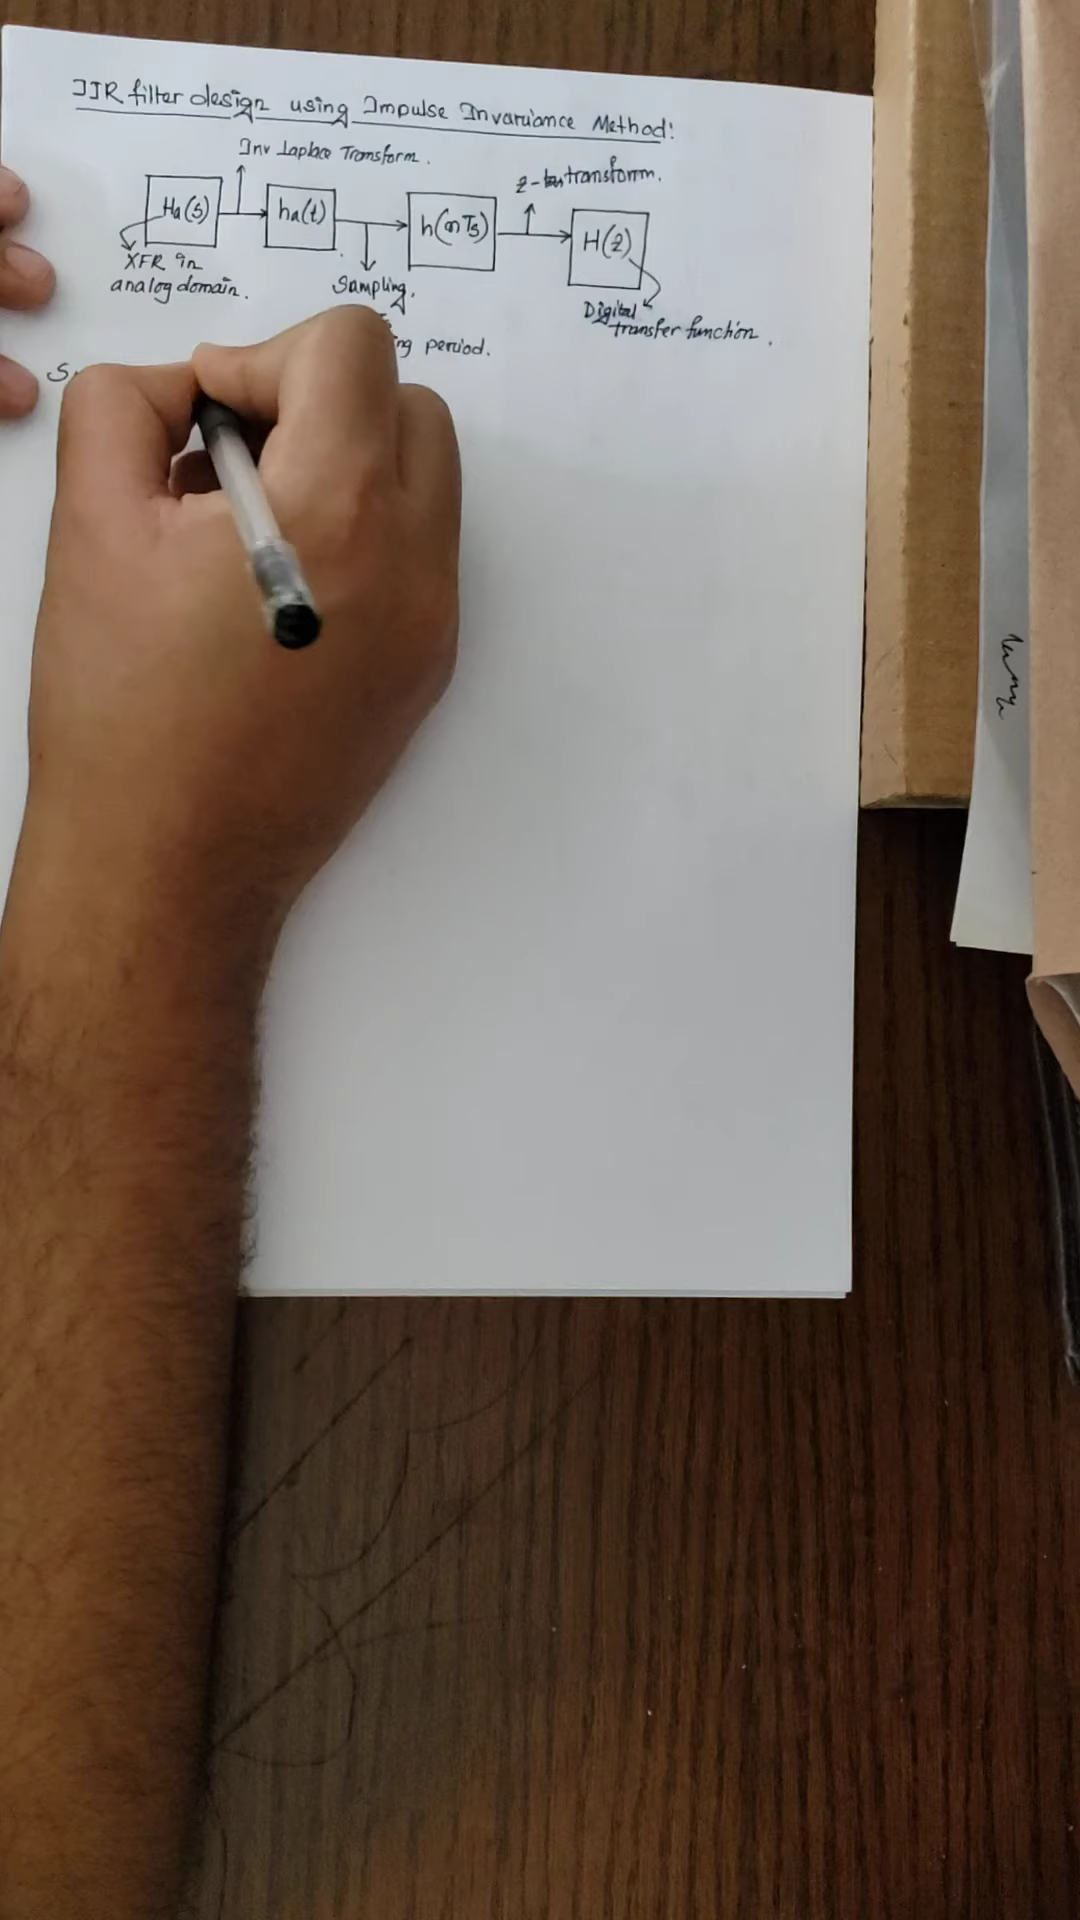 IIR filter design using Impulse Invariance Method:
Inv Laplace Transform.
z-transform.
Ha(s)
ha(t)
h(nTs)
H(z)
XFR in
analog domain.
Sampling.
Digital
transfer function.
period.